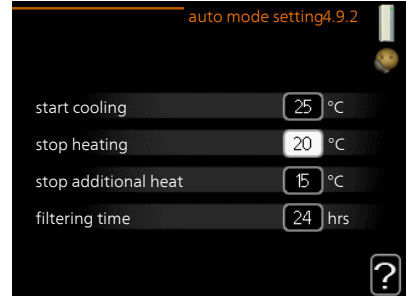 auto mode setting4.9.2
start cooling 25 °C
stop heating 20 °C
stop additional heat 15 °C
filtering time 24 hrs
?